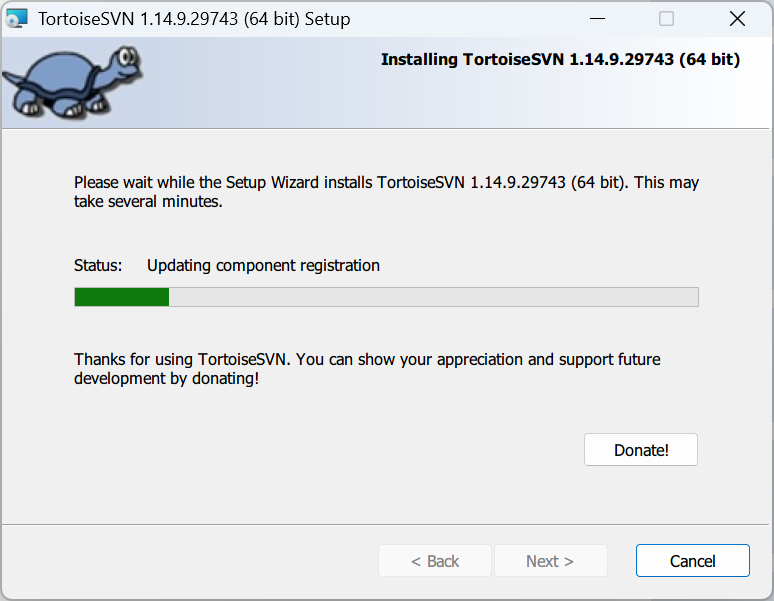 TortoiseSVN 1.14.9.29743 (64 bit) Setup
Installing TortoiseSVN 1.14.9.29743 (64 bit)
Please wait while the Setup Wizard installs TortoiseSVN 1.14.9.29743 (64 bit). This may
take several minutes.
Status: Updating component registration
Thanks for using TortoiseSVN. You can show your appreciation and support future
development by donating!
Donate!
< Back Next > Cancel